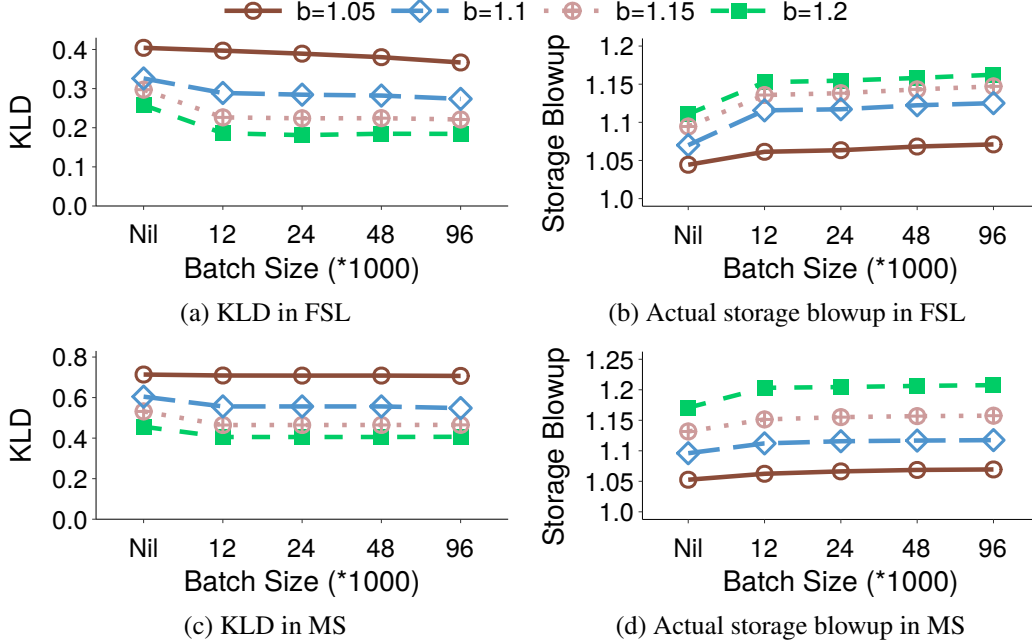 b=1.05 b=1.1 b=1.15 b=1.2
0.4
0.3
0.2
0.1
0.0
KLD
Nil 12 24 48 96
Batch Size (*1000)
(a) KLD in FSL
1.2
1.15
1.1
1.05
1.0
Storage Blowup
Nil 12 24 48 96
Batch Size (*1000)
(b) Actual storage blowup in FSL
0.8
0.6
0.4
0.2
0.0
KLD
Nil 12 24 48 96
Batch Size (*1000)
(c) KLD in MS
1.25
1.2
1.15
1.1
1.05
1.0
Storage Blowup
Nil 12 24 48 96
Batch Size (*1000)
(d) Actual storage blowup in MS